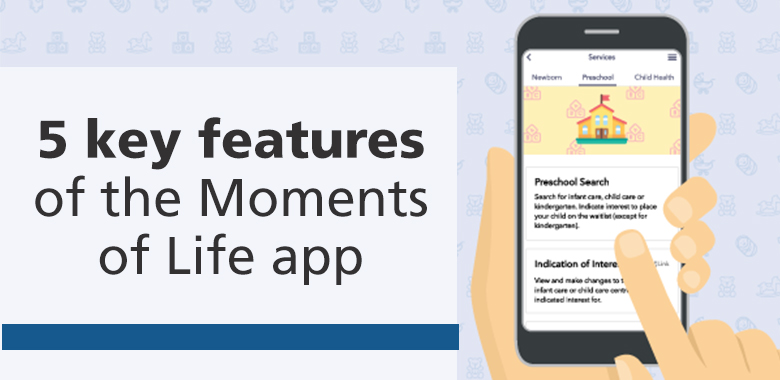 5 key features
of the Moments
of Life app
Services
Newborn Preschool Child Health
Preschool Search
Search for infant care, child care or
kindergarten. Indicate interest to place
your child on the waitlist (except for
kindergarten).
Indication of Intere
View and make changes to t
infant care or child care centr
indicated interest for.